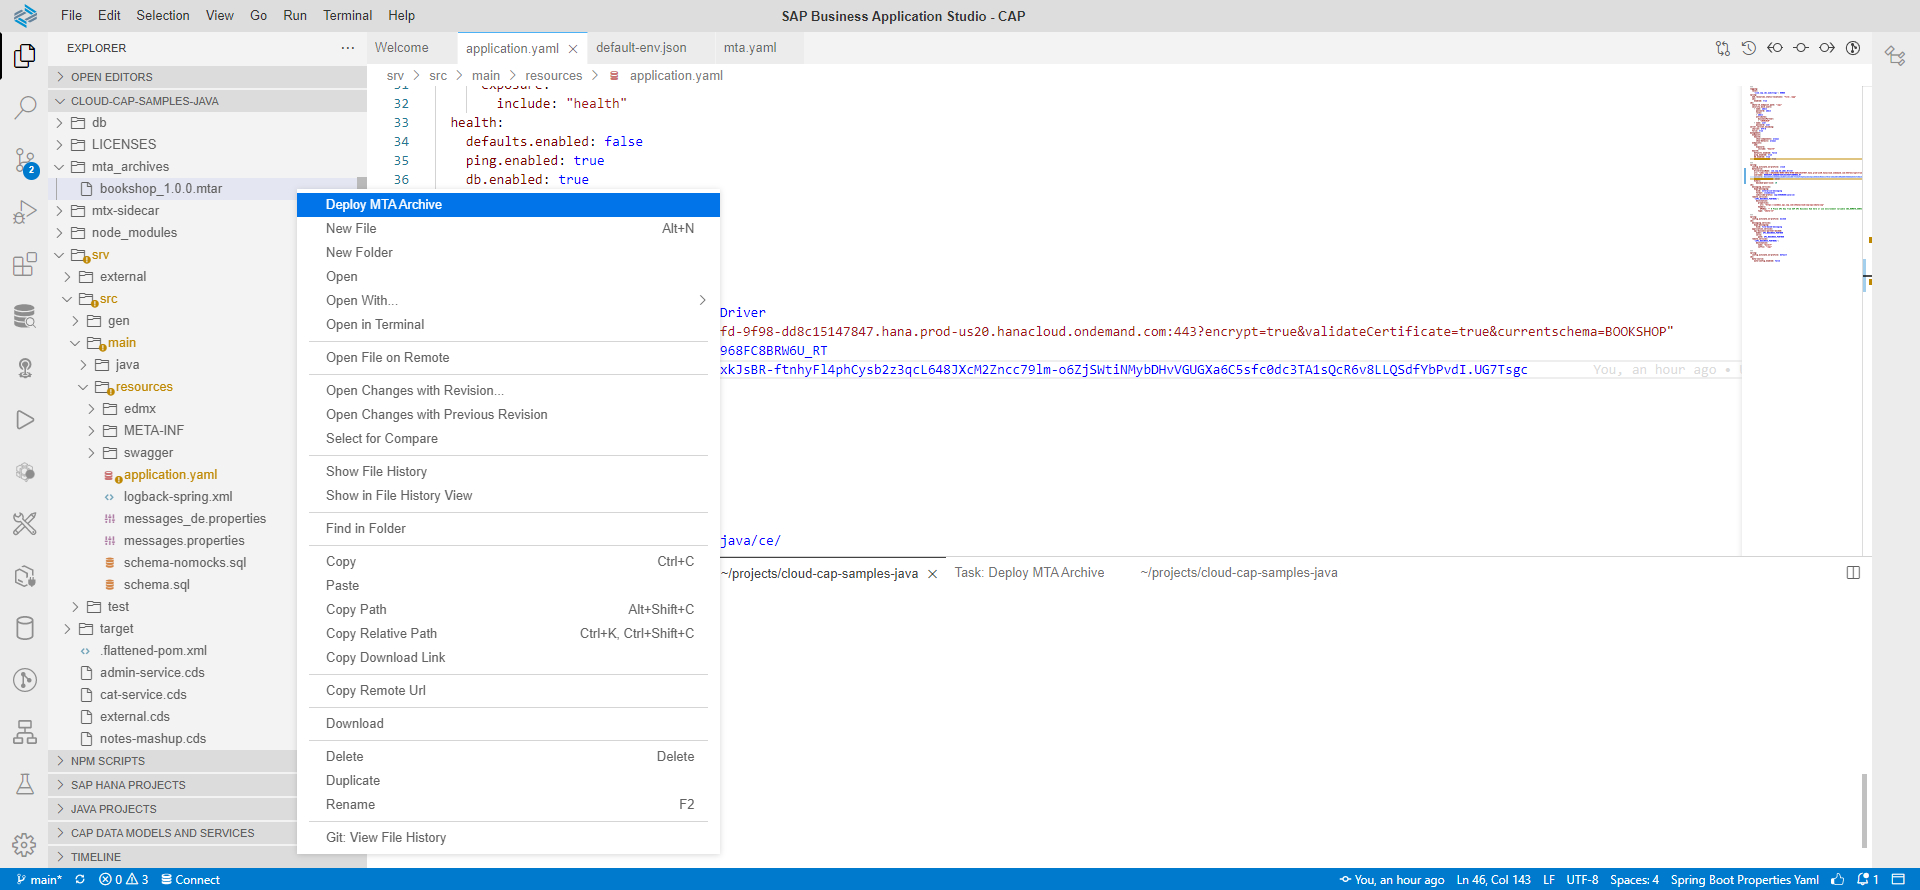 File Edit Selection View Go Run Terminal Help
SAP Business Application Studio - CAP
EXPLORER
OPEN EDITORS
CLOUD-CAP-SAMPLES-JAVA
db
LICENSES
mta_archives
bookshop_1.0.0.mtar
mtx-sidecar
node_modules
srv
external
src
gen
main
java
resources
edmx
META-INF
swagger
application.yaml
logback-spring.xml
messages_de.properties
messages.properties
schema-nomocks.sql
schema.sql
test
target
.flattened-pom.xml
admin-service.cds
cat-service.cds
external.cds
notes-mashup.cds
NPM SCRIPTS
SAP HANA PROJECTS
JAVA PROJECTS
CAP DATA MODELS AND SERVICES
TIMELINE
2
Welcome application.yaml default-env.json mta.yaml
srv src main resources application.yaml
31 exposure:
32 include: "health"
33 health:
34 defaults.enabled: false
35 ping.enabled: true
36 db.enabled: true
Driver
fd-9f98-dd8c15147847.hana.prod-us20.hanacloud.ondemand.com:443?encrypt=true&validateCertificate=true&currentschema=BOOKSHOP"
968FC8BRW6U_RT
xkJsBR-ftnhyFl4phCysb2z3qcL648JXcM2Zncc79lm-o6ZjSWtiNMybDHvVGUGXa6C5sfc0dc3TA1sQcR6v8LLQSdfYbPvdI.UG7Tsgc You, an hour ago •
java/ce/
Deploy MTA Archive
New File Alt+N
New Folder
Open
Open With...
Open in Terminal
Open File on Remote
Open Changes with Revision...
Open Changes with Previous Revision
Select for Compare
Show File History
Show in File History View
Find in Folder
Copy Ctrl+C
Paste
Copy Path Alt+Shift+C
Copy Relative Path Ctrl+K, Ctrl+Shift+C
Copy Download Link
Copy Remote Url
Download
Delete Delete
Duplicate
Rename F2
Git: View File History
~/projects/cloud-cap-samples-java Task: Deploy MTA Archive ~/projects/cloud-cap-samples-java
main* 0 3 Connect You, an hour ago Ln 46, Col 143 LF UTF-8 Spaces: 4 Spring Boot Properties Yaml 1